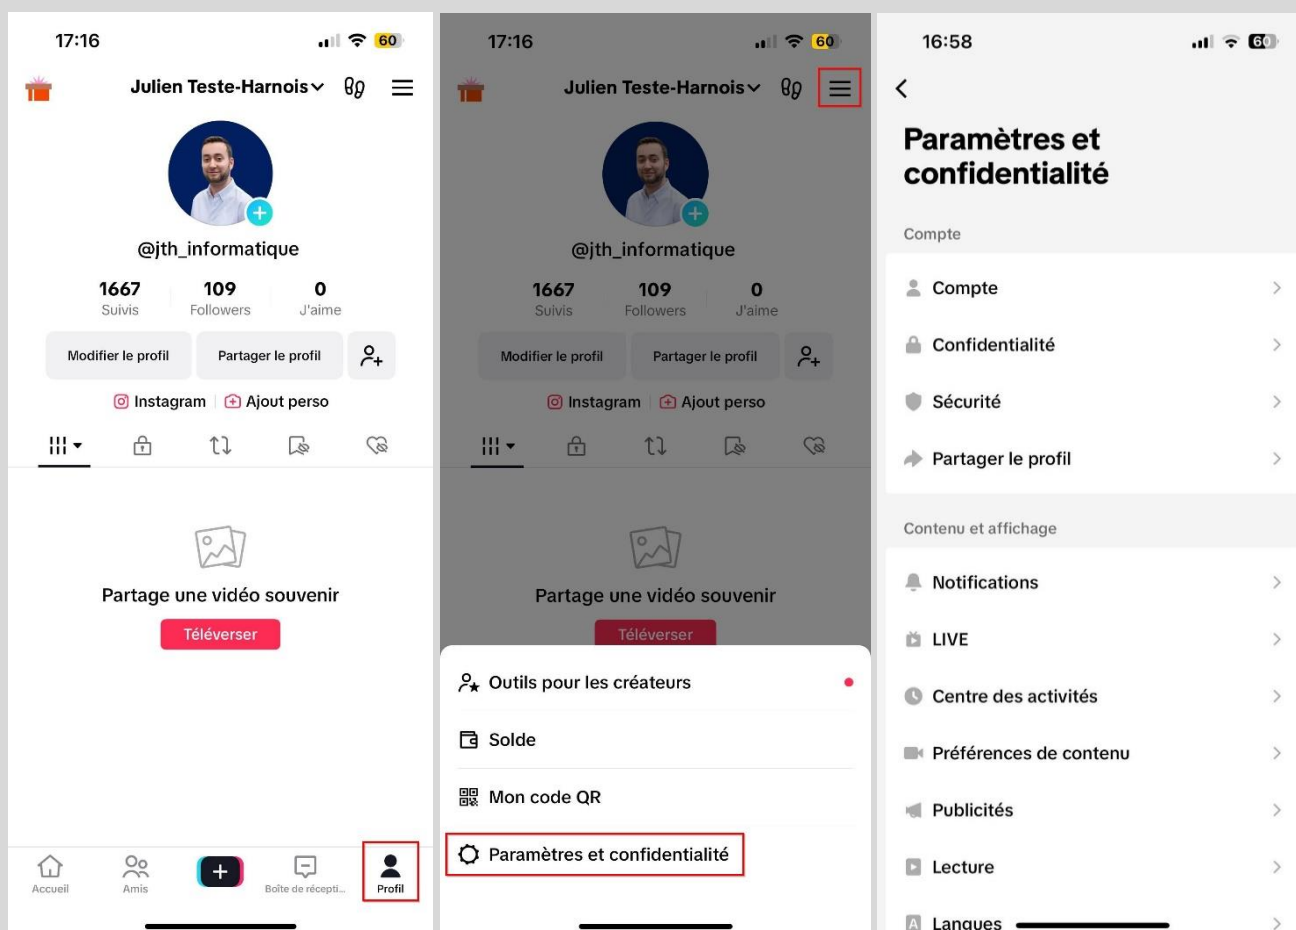 17:16
60
Julien Teste-Harnois
@jth_informatique
1667 109 0
Suivis Followers J'aime
Modifier le profil Partager le profil
Instagram Ajout perso
Partage une vidéo souvenir
Téléverser
Accueil Amis Boîte de récepti... Profil
17:16
60
Julien Teste-Harnois
@jth_informatique
1667 109 0
Suivis Followers J'aime
Modifier le profil Partager le profil
Instagram Ajout perso
Partage une vidéo souvenir
Téléverser
Outils pour les créateurs
Solde
Mon code QR
Paramètres et confidentialité
16:58
60
Paramètres et
confidentialité
Compte
Compte
Confidentialité
Sécurité
Partager le profil
Contenu et affichage
Notifications
LIVE
Centre des activités
Préférences de contenu
Publicités
Lecture
A Langues